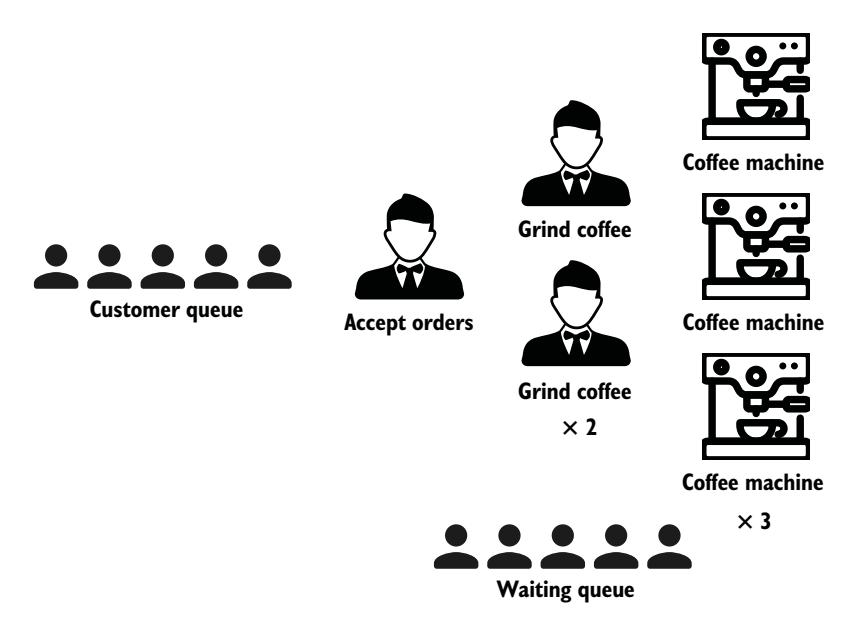 Coffee machine
Grind coffee
Customer queue
Accept orders
Coffee machine
Grind coffee
× 2
Coffee machine
× 3
Waiting queue